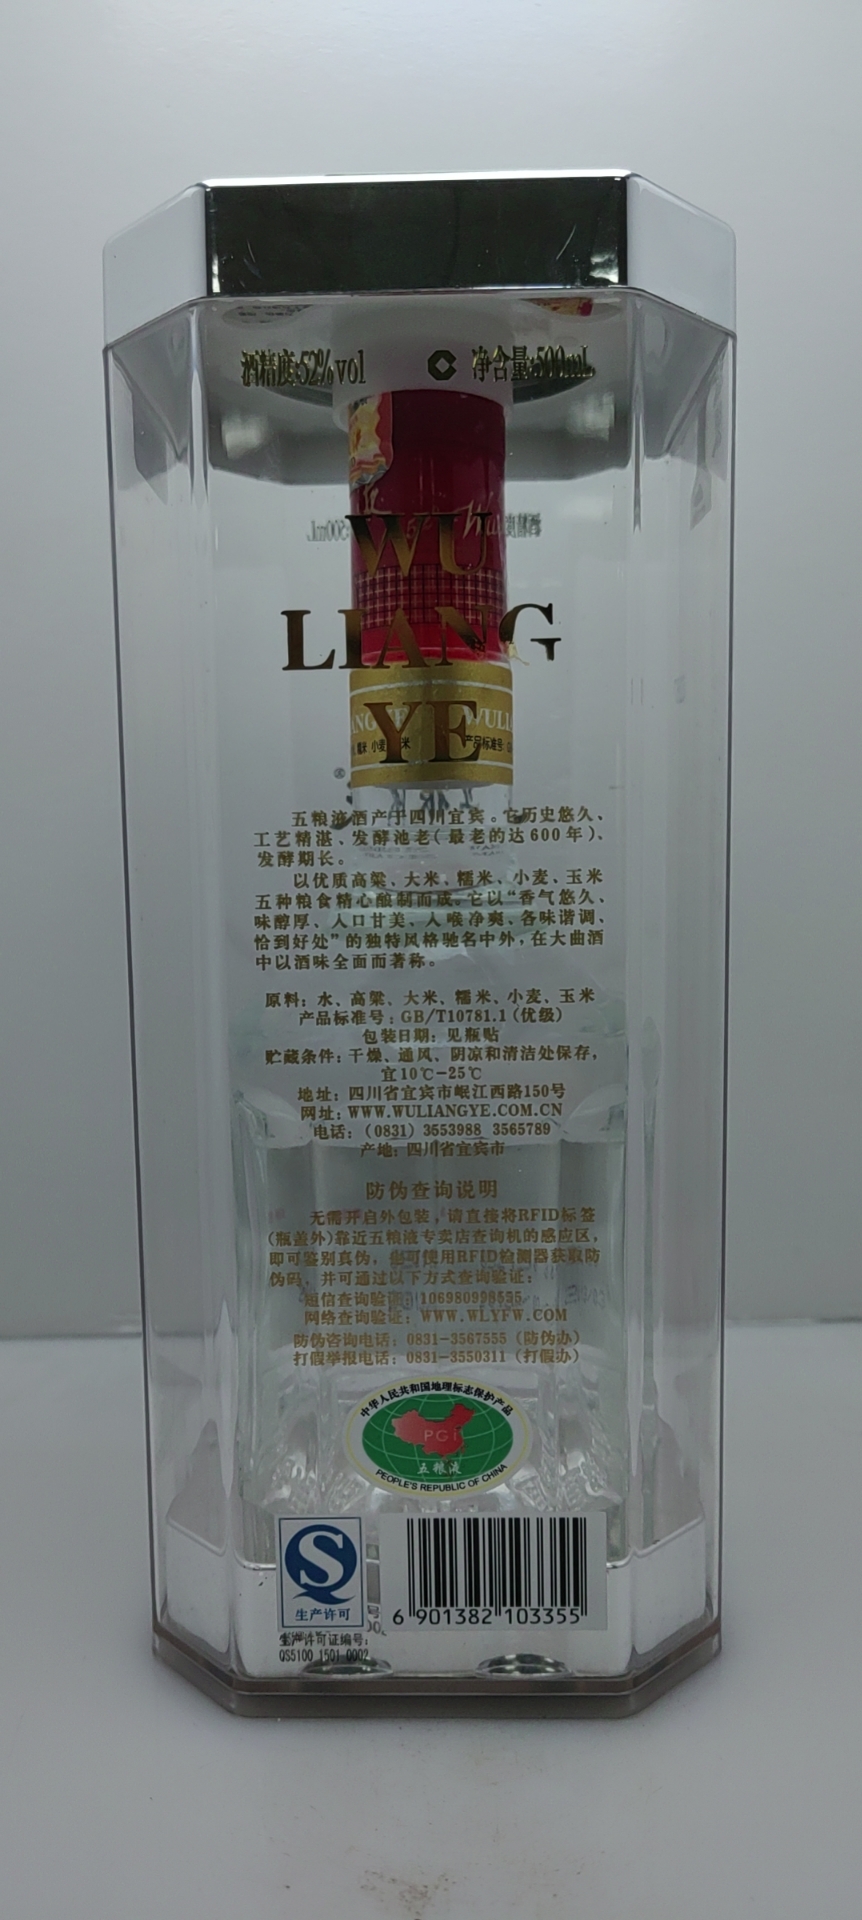 酒精度:52%vol 净含量:500mL
WU
LIANG
YE
五粮液酒产于四川宜宾。它历史悠久、
工艺精湛、发酵池老(最老的达600年)、
发酵期长。
以优质高粱、大米、糯米、小麦、玉米
五种粮食精心酿制而成。它以“香气悠久、
味醇厚、入口甘美、入喉净爽、各味谐调、
恰到好处”的独特风格驰名中外,在大曲酒
中以酒味全面而著称。
原料:水、高粱、大米、糯米、小麦、玉米
产品标准号:GB/T10781.1(优级)
包装日期:见瓶贴
贮藏条件:干燥、通风、阴凉和清洁处保存,
宜10℃-25℃
地址:四川省宜宾市岷江西路150号
网址:WWW.WULIANGYE.COM.CN
电话:(0831) 3553988 3565789
产地:四川省宜宾市
防伪查询说明
无需开启外包装,请直接将RFID标签
(瓶盖外)靠近五粮液专卖店查询机的感应区,
即可鉴别真伪,也可使用RFID检测器获取防
伪码,并可通过以下方式查询验证:
短信查询验证:106980998555
网络查询验证:WWW.WLYFW.COM
防伪咨询电话:0831-3567555 (防伪办)
打假举报电话:0831-3550311 (打假办)
中华人民共和国地理标志保护产品
PGI
五粮液
PEOPLE'S REPUBLIC OF CHINA
生产许可
生产许可证编号:
QS5100 1501 0002
6 901382 103355